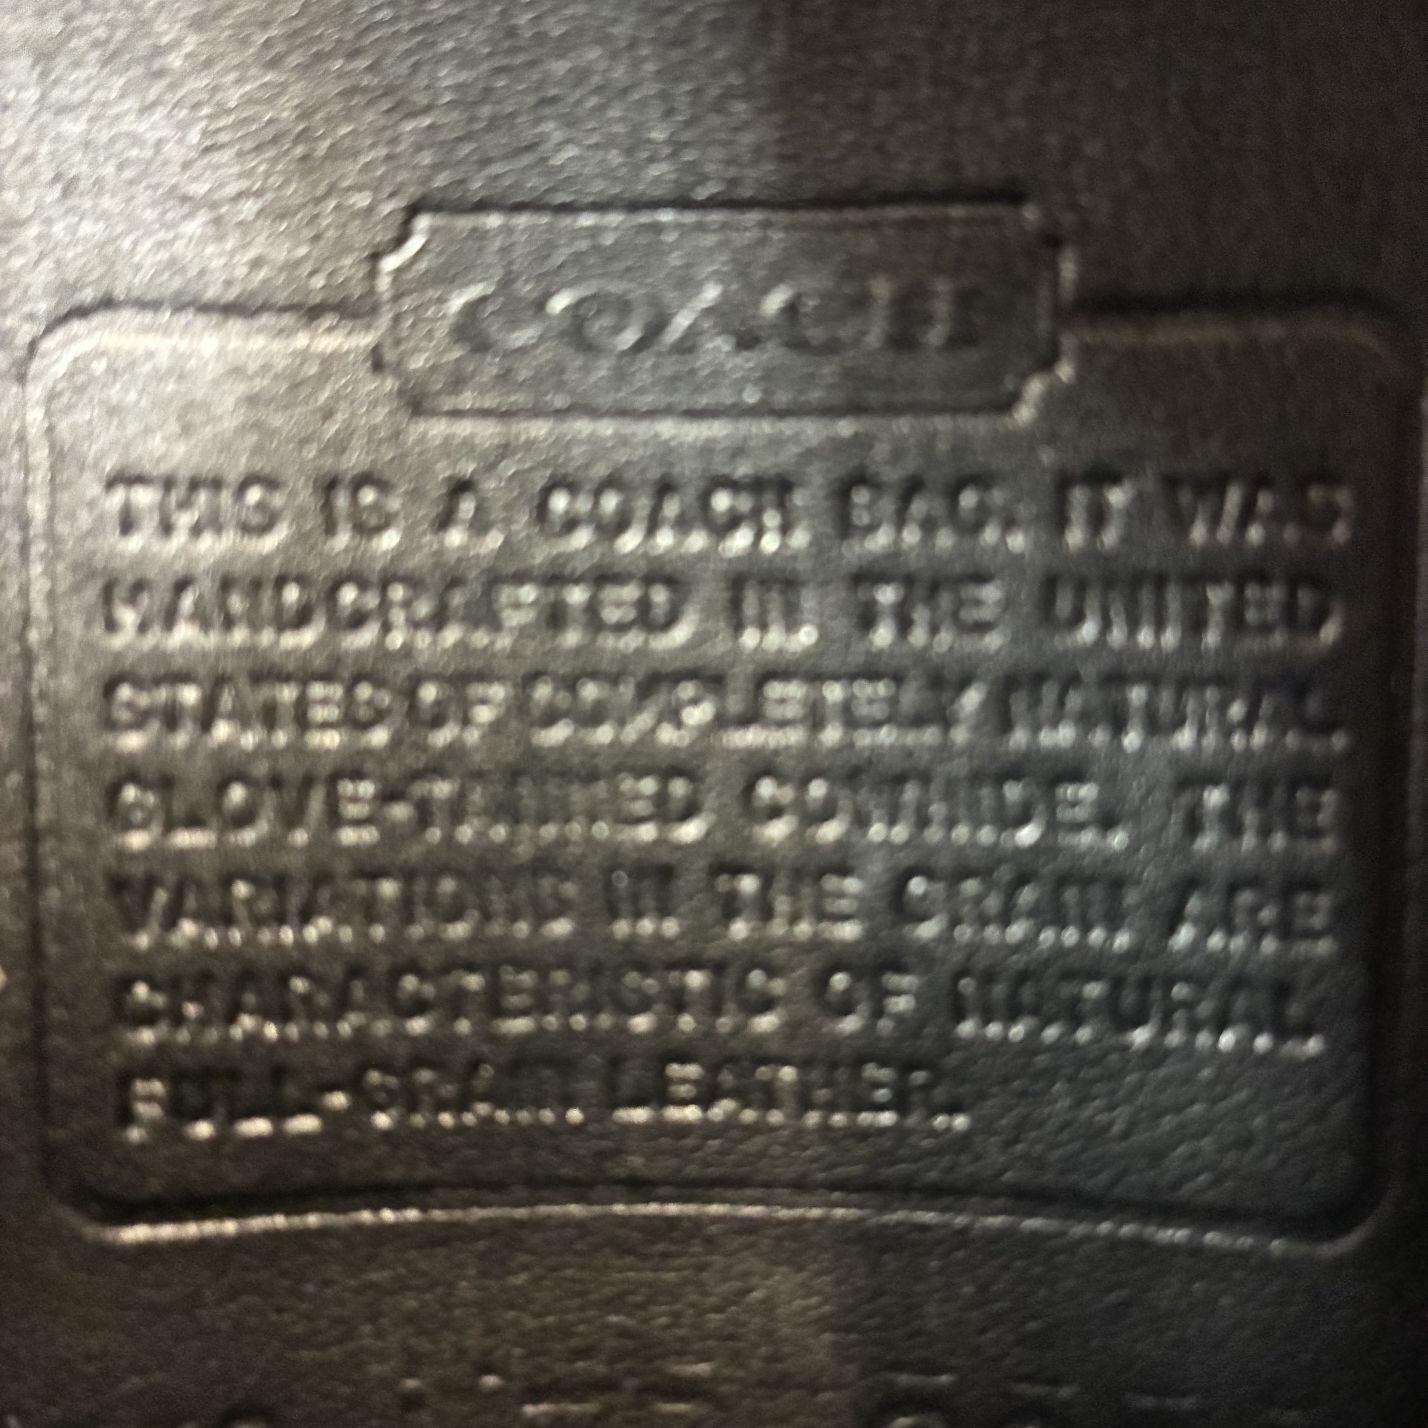 COACH
THIS IS A COACH BAG. IT WAS
HANDCRAFTED IN THE UNITED
STATES OF COMPLETELY NATURAL
GLOVE-TANNED COWHIDE. THE
VARIATIONS IN THE GRAIN ARE
CHARACTERISTIC OF NATURAL
FULL-GRAIN LEATHER.